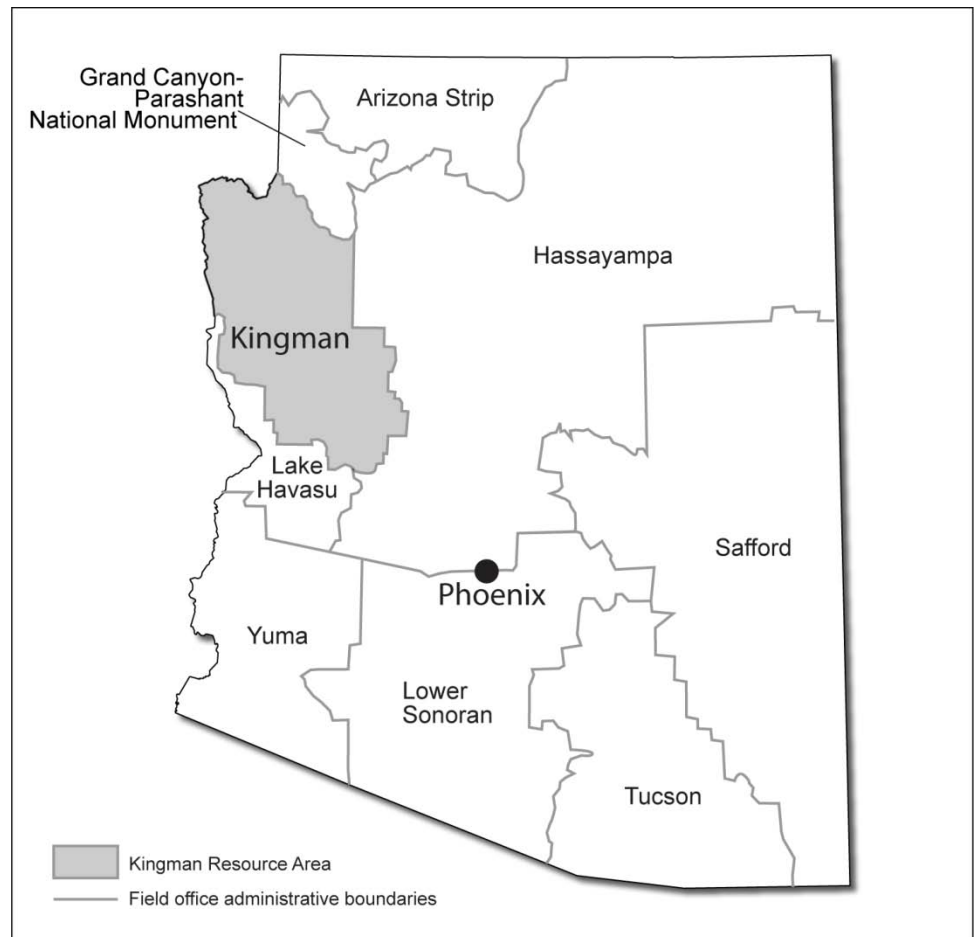 Grand Canyon-
Parashant
National Monument
Arizona Strip
Hassayampa
Kingman
Lake
Havasu
Safford
Phoenix
Yuma
Lower
Sonoran
Tucson
Kingman Resource Area
Field office administrative boundaries